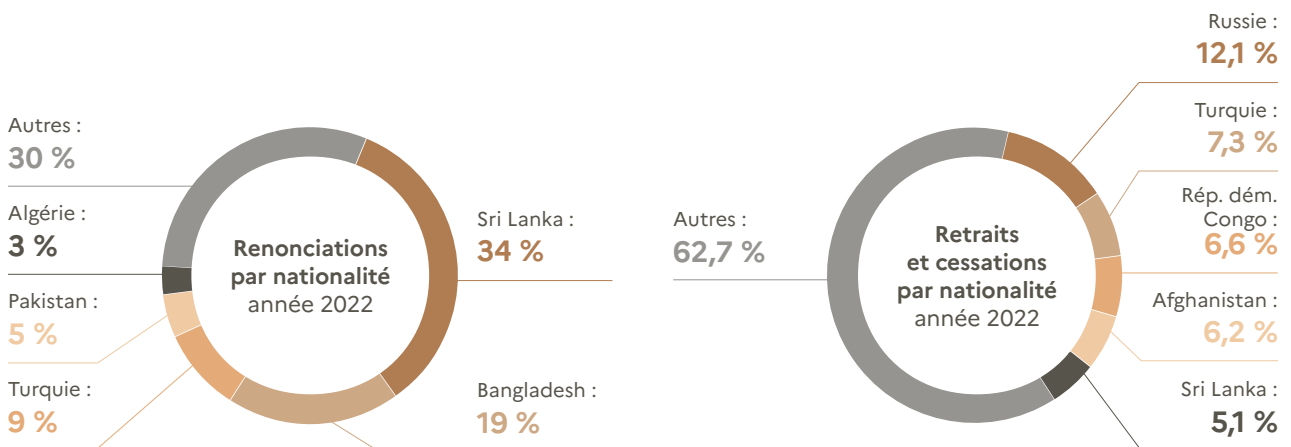 Autres :
30 %
Algérie :
3 %
Pakistan :
5 %
Turquie :
9 %
Renonciations
par nationalité
année 2022
Sri Lanka :
34 %
Bangladesh :
19 %
Autres :
62,7 %
Retraits
et cessations
par nationalité
année 2022
Russie :
12,1 %
Turquie :
7,3 %
Rép. dém.
Congo :
6,6 %
Afghanistan :
6,2 %
Sri Lanka :
5,1 %